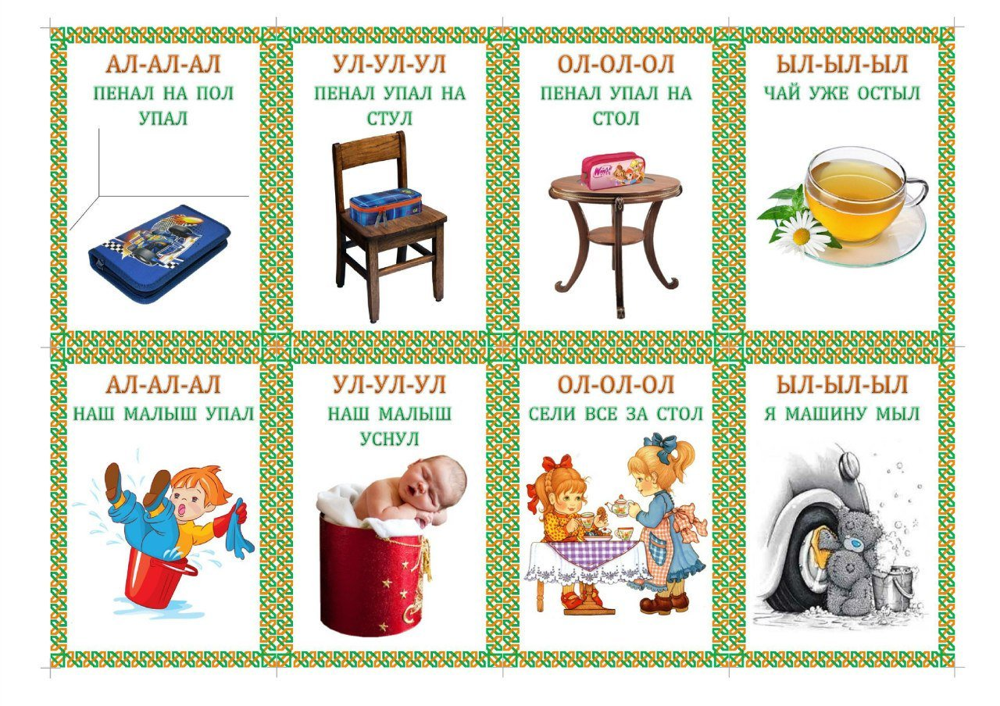 АЛ-АЛ-АЛ
ПЕНАЛ НА ПОЛ
УПАЛ
УЛ-УЛ-УЛ
ПЕНАЛ УПАЛ НА
СТУЛ
ОЛ-ОЛ-ОЛ
ПЕНАЛ УПАЛ НА
СТОЛ
Winx
ЫЛ-ЫЛ-ЫЛ
ЧАЙ УЖЕ ОСТЫЛ
АЛ-АЛ-АЛ
НАШ МАЛЫШ УПАЛ
УЛ-УЛ-УЛ
НАШ МАЛЫШ
УСНУЛ
ОЛ-ОЛ-ОЛ
СЕЛИ ВСЕ ЗА СТОЛ
ЫЛ-ЫЛ-ЫЛ
Я МАШИНУ МЫЛ